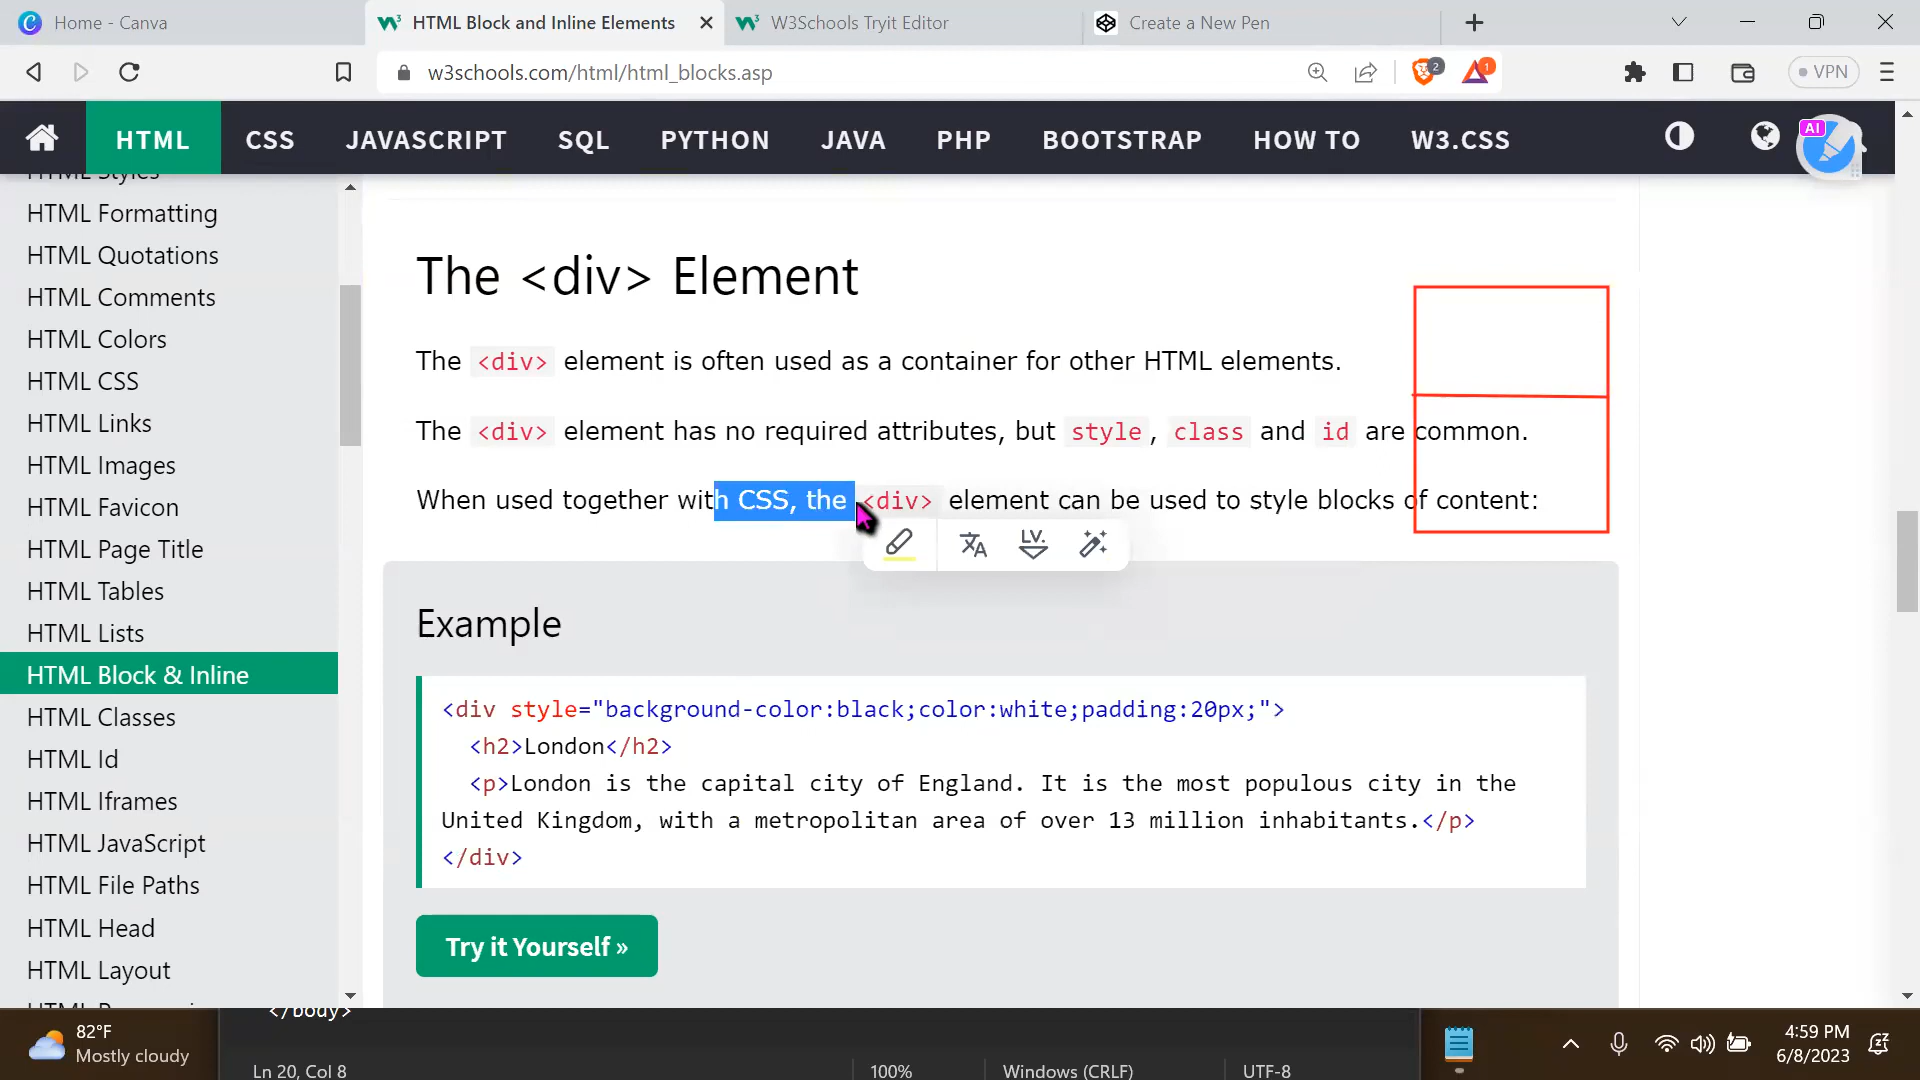 Home - Canva
HTML Block and Inline Elements
W3Schools Tryit Editor
Create a New Pen
w3schools.com/html/html_blocks.asp
2
1
VPN
HTML CSS JAVASCRIPT SQL PYTHON JAVA PHP BOOTSTRAP HOW TO W3.CSS
AI
HTML Styles
HTML Formatting
HTML Quotations
HTML Comments
HTML Colors
HTML CSS
HTML Links
HTML Images
HTML Favicon
HTML Page Title
HTML Tables
HTML Lists
HTML Block & Inline
HTML Classes
HTML Id
HTML Iframes
HTML JavaScript
HTML File Paths
HTML Head
HTML Layout
The <div> Element
The <div> element is often used as a container for other HTML elements.
The <div> element has no required attributes, but style, class and id are common.
When used together with CSS, the <div> element can be used to style blocks of content:
LV.
Example
<div style="background-color:black;color:white;padding:20px;">
<h2>London</h2>
<p>London is the capital city of England. It is the most populous city in the
United Kingdom, with a metropolitan area of over 13 million inhabitants.</p>
</div>
Try it Yourself »
</body>
82°F
Mostly cloudy
Ln 20, Col 8
100%
Windows (CRLF)
UTF-8
4:59 PM
6/8/2023